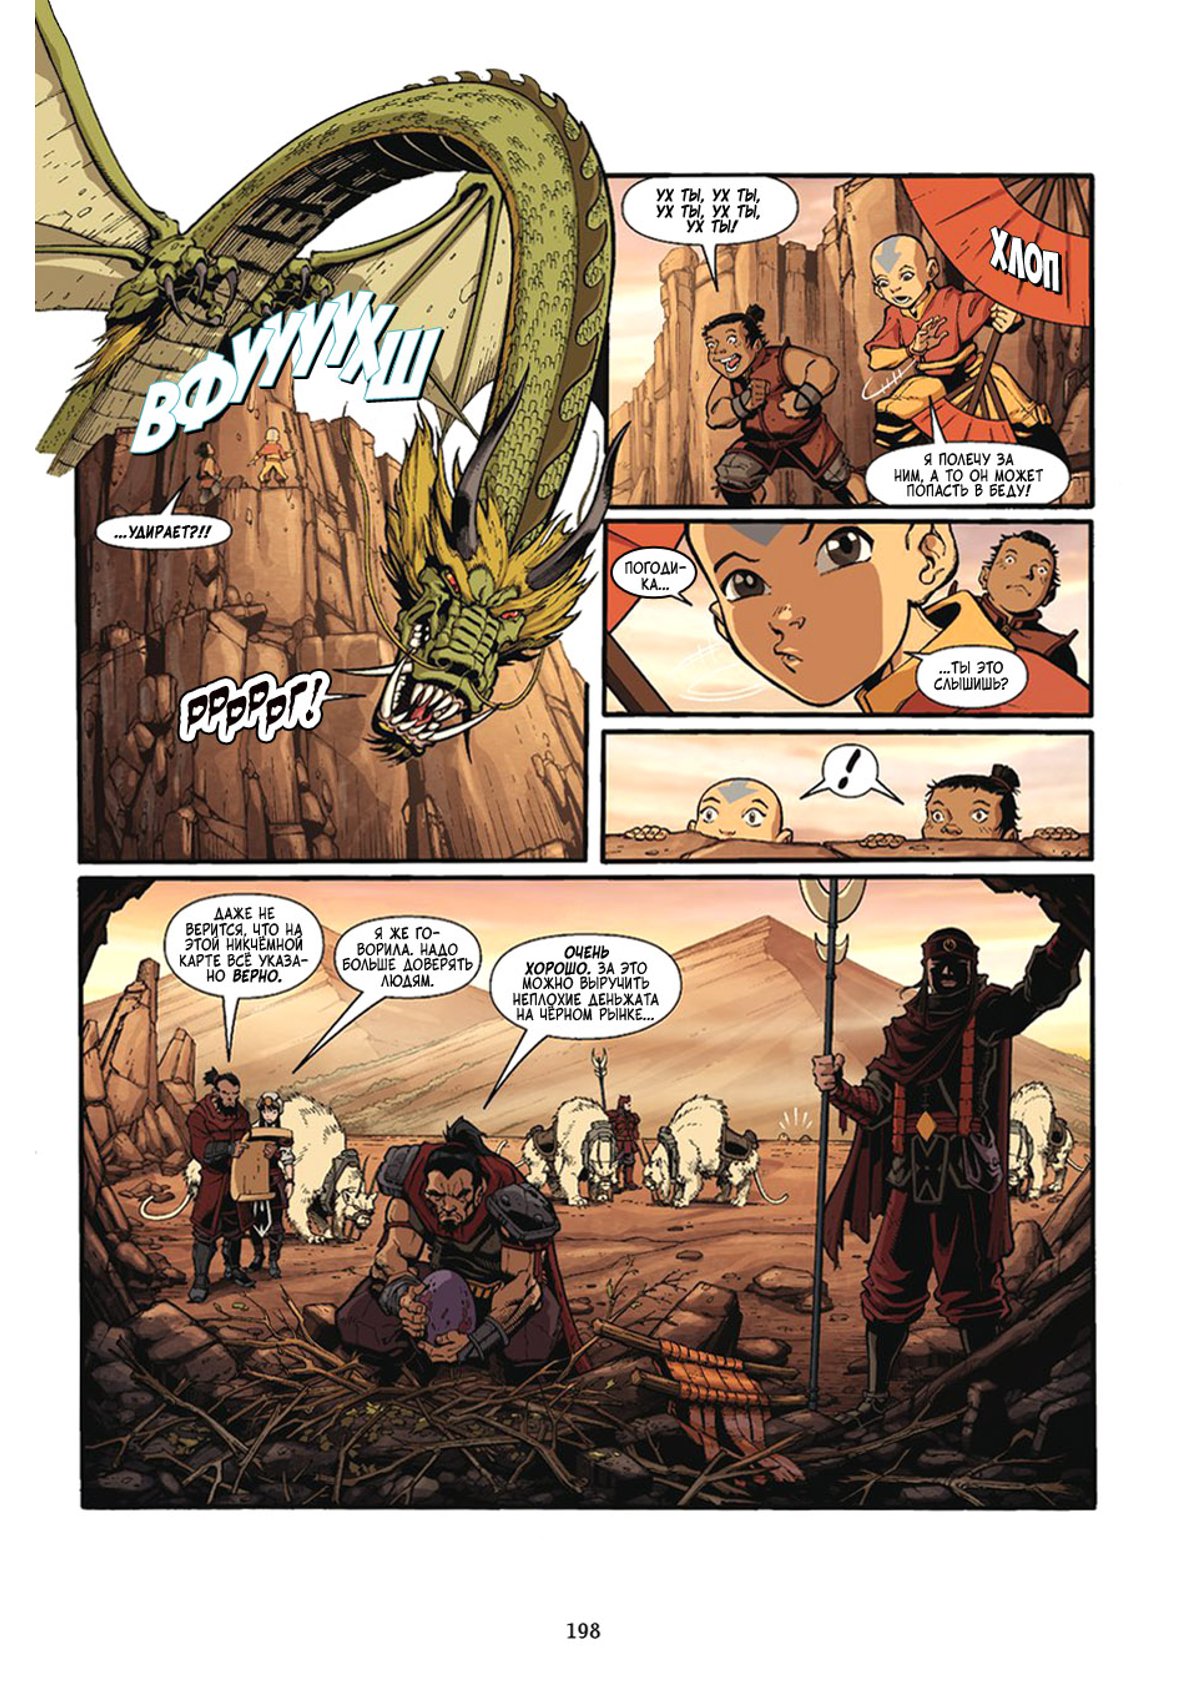 ВФУУУУХШ
...УДИРАЕТ?!!
РРРРРГ!
УХ ТЫ, УХ ТЫ,
УХ ТЫ, УХ ТЫ,
УХ ТЫ!
ХЛОП
Я ПОЛЕЧУ ЗА
НИМ, А ТО ОН МОЖЕТ
ПОПАСТЬ В БЕДУ!
ПОГОДИ-
КА...
...ТЫ ЭТО
СЛЫШИШЬ?
!
ДАЖЕ НЕ
ВЕРИТСЯ, ЧТО НА
ЭТОЙ НИКЧЁМНОЙ
КАРТЕ ВСЁ УКАЗА-
НО ВЕРНО.
Я ЖЕ ГО-
ВОРИЛА. НАДО
БОЛЬШЕ ДОВЕРЯТЬ
ЛЮДЯМ.
ОЧЕНЬ
ХОРОШО. ЗА ЭТО
МОЖНО ВЫРУЧИТЬ
НЕПЛОХИЕ ДЕНЬЖАТА
НА ЧЁРНОМ РЫНКЕ...
198